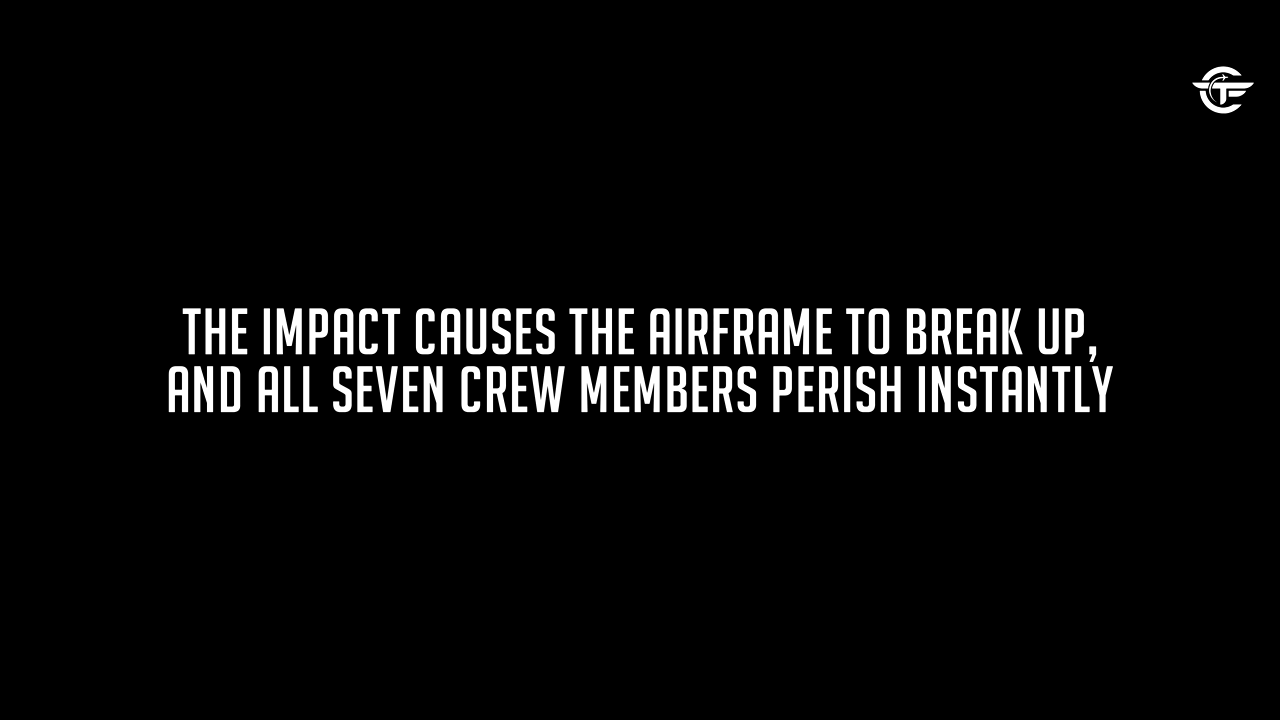 THE IMPACT CAUSES THE AIRFRAME TO BREAK UP,
AND ALL SEVEN CREW MEMBERS PERISH INSTANTLY